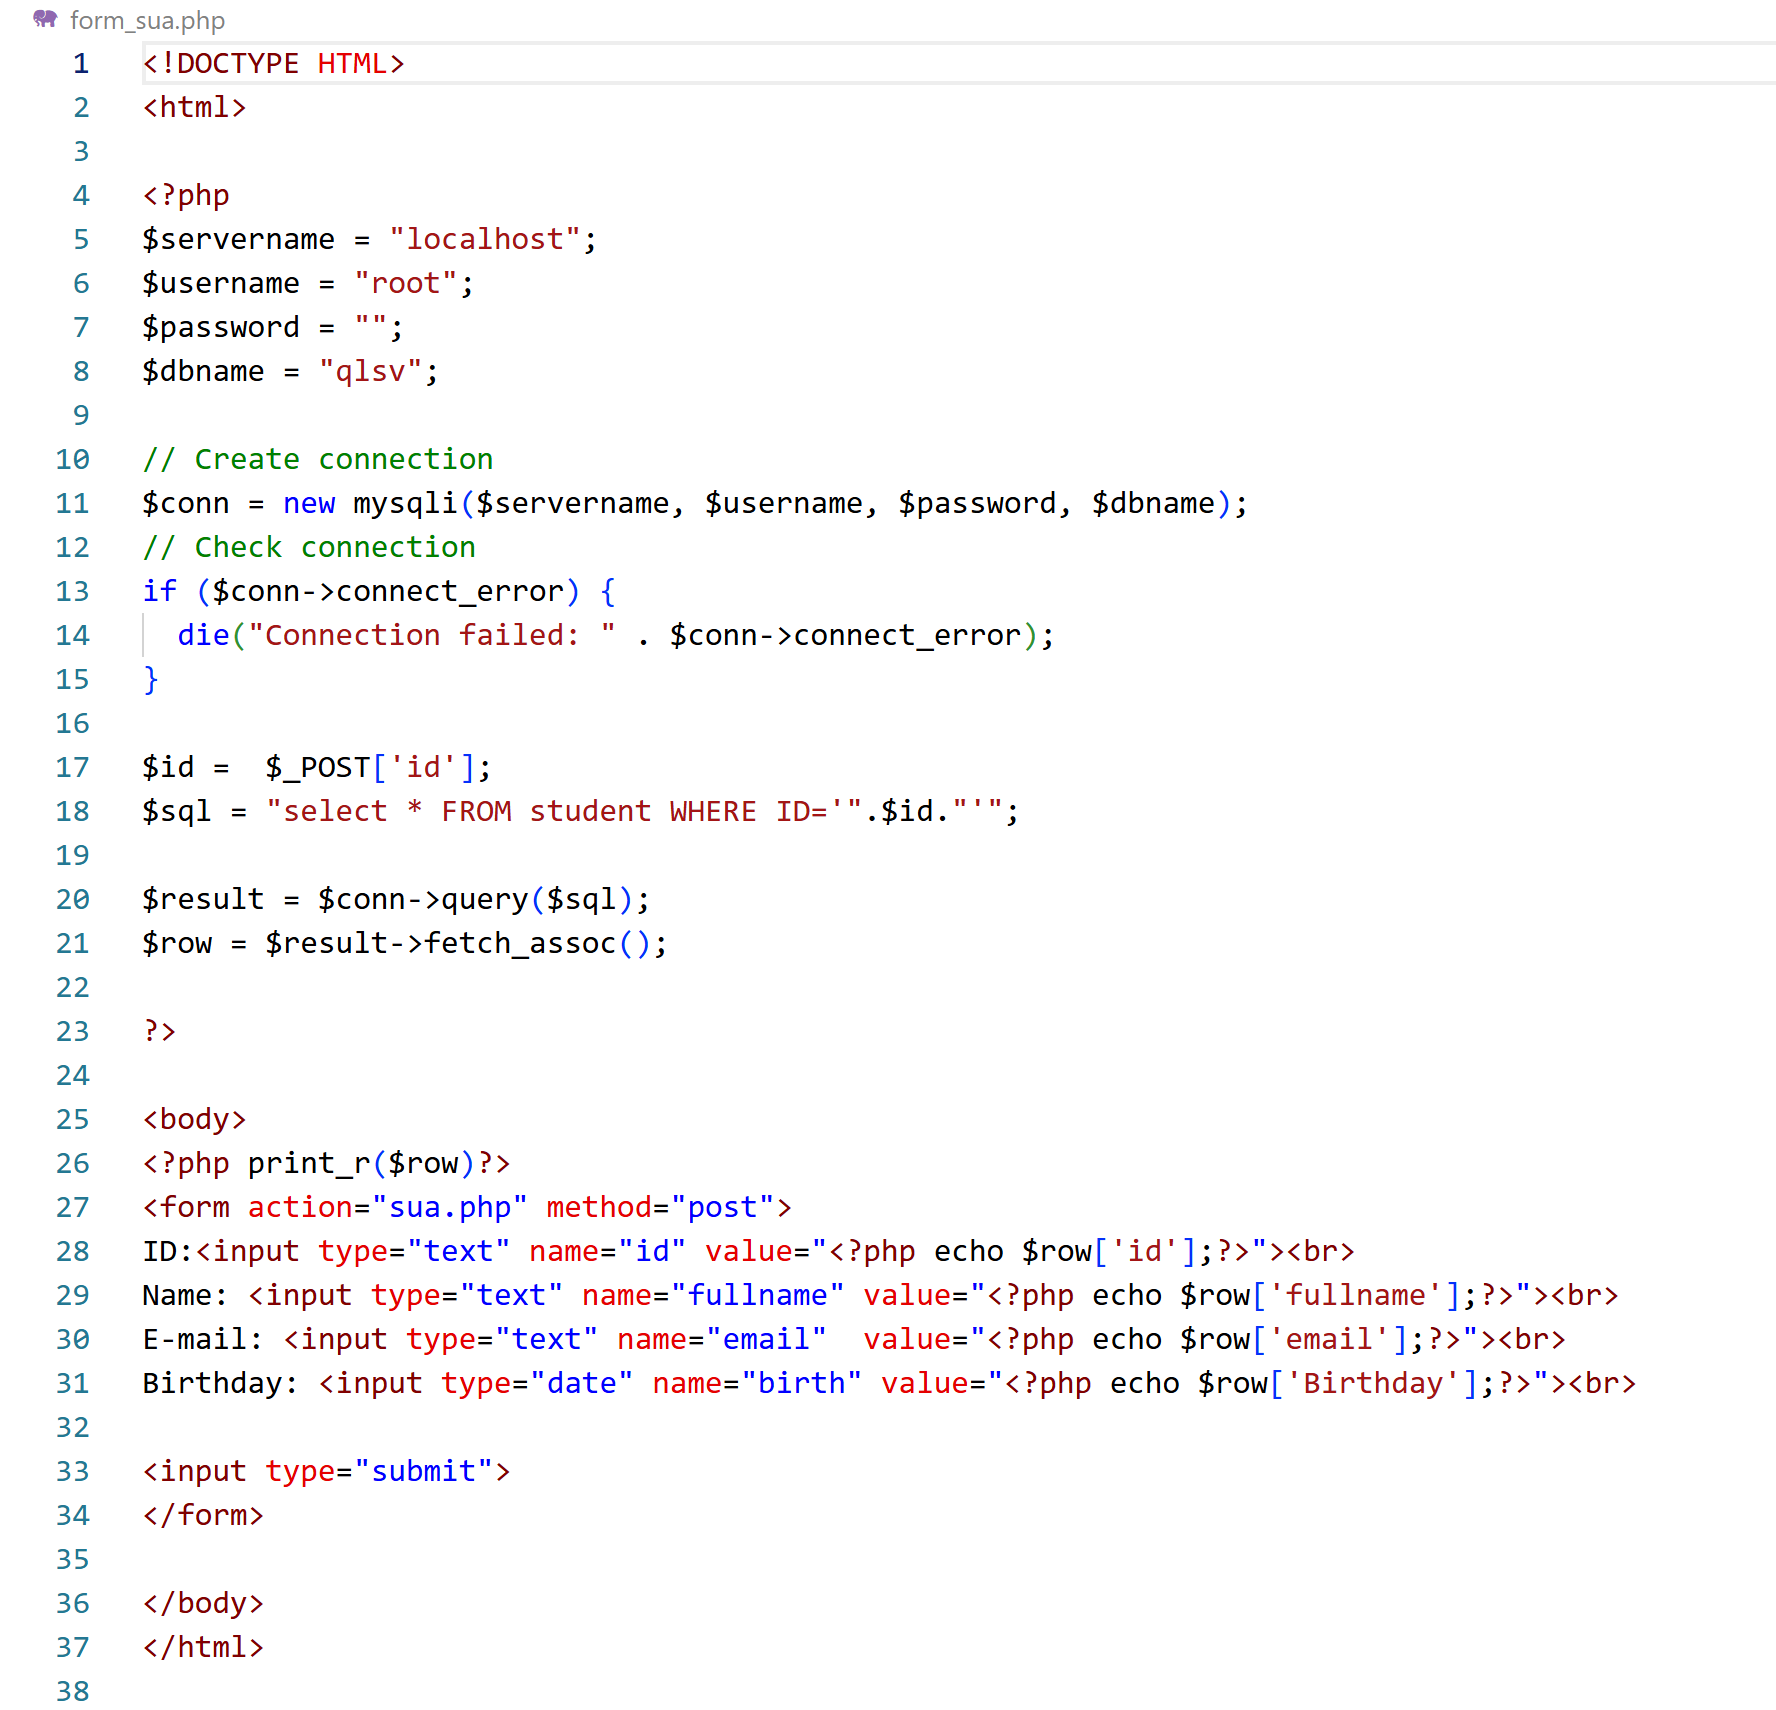 form_sua.php
1 <!DOCTYPE HTML>
2 <html>
3
4 <?php
5 $servername = "localhost";
6 $username = "root";
7 $password = "";
8 $dbname = "qlsv";
9
10 // Create connection
11 $conn = new mysqli($servername, $username, $password, $dbname);
12 // Check connection
13 if ($conn->connect_error) {
14   die("Connection failed: " . $conn->connect_error);
15 }
16
17 $id =  $_POST['id'];
18 $sql = "select * FROM student WHERE ID='".$id."'";
19
20 $result = $conn->query($sql);
21 $row = $result->fetch_assoc();
22
23 ?>
24
25 <body>
26 <?php print_r($row)?>
27 <form action="sua.php" method="post">
28 ID:<input type="text" name="id" value="<?php echo $row['id'];?>"><br>
29 Name: <input type="text" name="fullname" value="<?php echo $row['fullname'];?>"><br>
30 E-mail: <input type="text" name="email"  value="<?php echo $row['email'];?>"><br>
31 Birthday: <input type="date" name="birth" value="<?php echo $row['Birthday'];?>"><br>
32
33 <input type="submit">
34 </form>
35
36 </body>
37 </html>
38